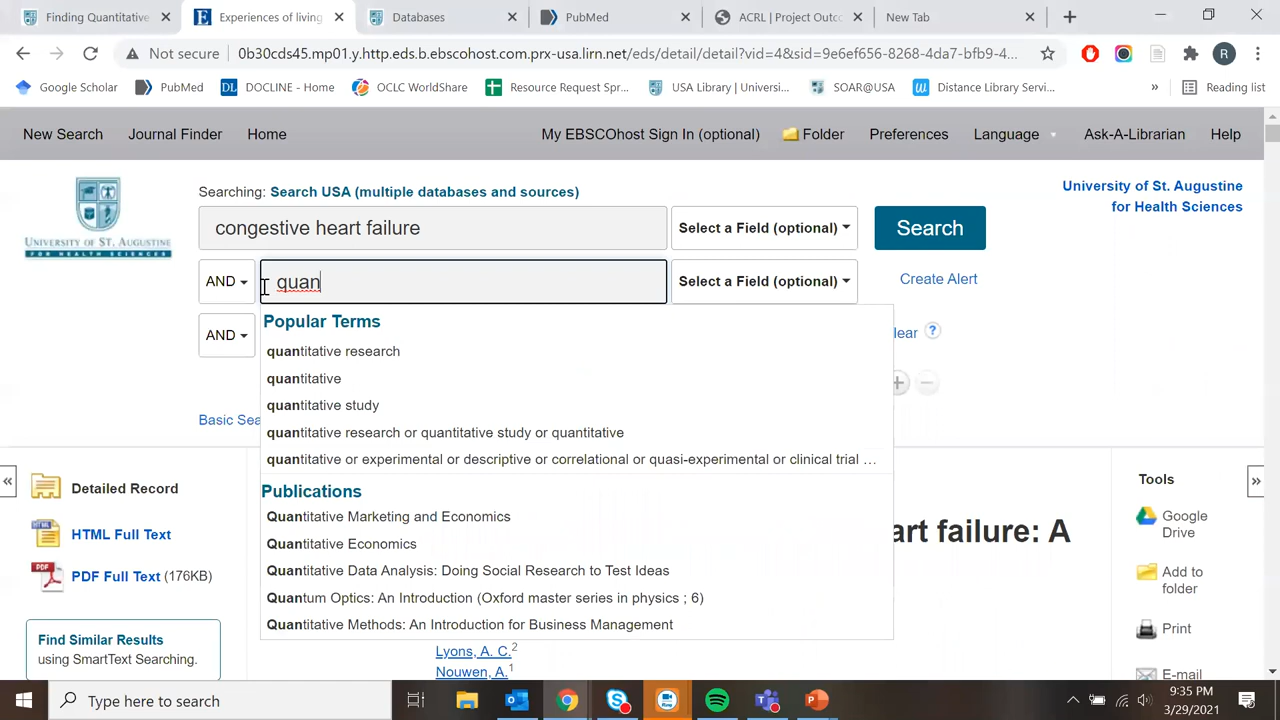 Finding Quantitative
Experiences of living
Databases
PubMed
ACRL | Project Outco
New Tab
Not secure
0b30cds45.mp01.y.http.eds.b.ebscohost.com.prx-usa.lirn.net/eds/detail/detail?vid=4&sid=9e6ef656-8268-4da7-bfb9-4...
R
Google Scholar
PubMed
DOCLINE - Home
OCLC WorldShare
Resource Request Spr...
USA Library | Universi...
SOAR@USA
Distance Library Servi...
»
Reading list
New Search
Journal Finder
Home
My EBSCOhost Sign In (optional)
Folder
Preferences
Language
Ask-A-Librarian
Help
Searching: Search USA (multiple databases and sources)
University of St. Augustine
for Health Sciences
UNIVERSITY OF ST. AUGUSTINE
FOR HEALTH SCIENCES
congestive heart failure
Select a Field (optional)
Search
AND
quan
Select a Field (optional)
Create Alert
AND
lear ?
Popular Terms
quantitative research
quantitative
quantitative study
quantitative research or quantitative study or quantitative
quantitative or experimental or descriptive or correlational or quasi-experimental or clinical trial …
Basic Sea
Publications
Quantitative Marketing and Economics
Quantitative Economics
Quantitative Data Analysis: Doing Social Research to Test Ideas
Quantum Optics: An Introduction (Oxford master series in physics ; 6)
Quantitative Methods: An Introduction for Business Management
«
Detailed Record
HTML Full Text
PDF Full Text (176KB)
Find Similar Results
using SmartText Searching.
art failure: A
Lyons, A. C.2
Nouwen, A.1
Tools
»
Google
Drive
Add to
folder
Print
E-mail
Type here to search
9:35 PM
3/29/2021